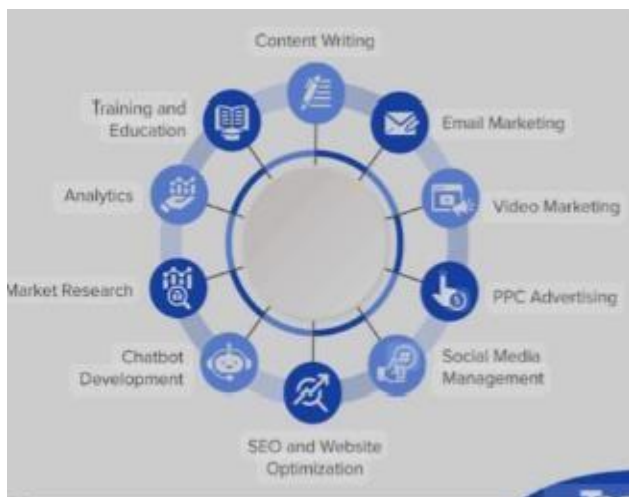 Content Writing
Training and
Education
Email Marketing
Analytics
Video Marketing
Market Research
PPC Advertising
Chatbot
Development
Social Media
Management
SEO and Website
Optimization